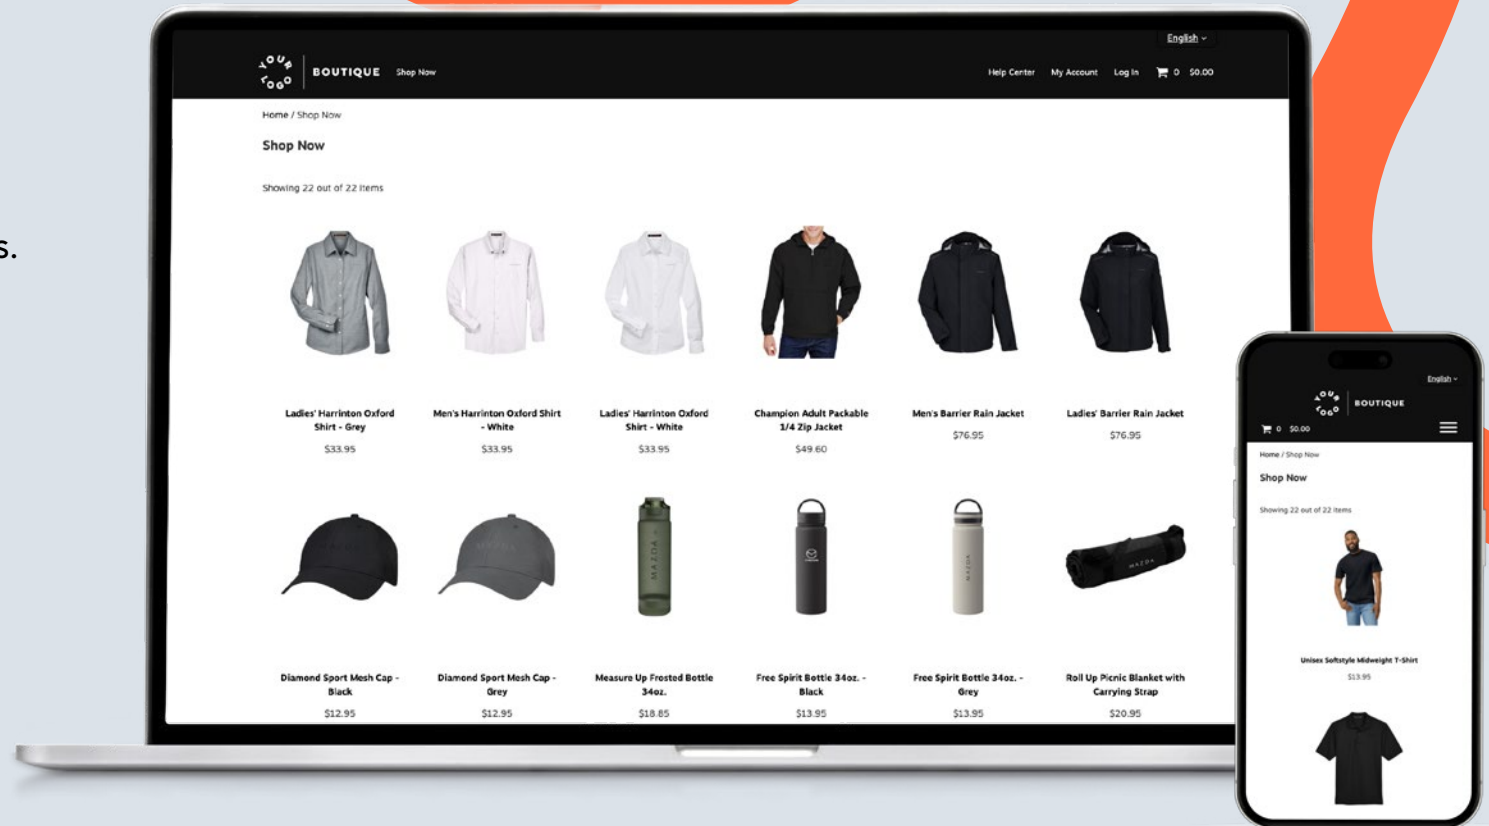 s.
English
YOUR LOGO
BOUTIQUE
Shop Now
Help Center
My Account
Log In
0
$0.00
Home / Shop Now
Shop Now
Showing 22 out of 22 items
Ladies' Harrinton Oxford
Shirt - Grey
$33.95
Men's Harrinton Oxford Shirt
- White
$33.95
Ladies' Harrinton Oxford
Shirt - White
$33.95
Champion Adult Packable
1/4 Zip Jacket
$49.60
Men's Barrier Rain Jacket
$76.95
Ladies' Barrier Rain Jacket
$76.95
MAZDA
MAZDA
MAZDA
MAZDA
Diamond Sport Mesh Cap -
Black
$12.95
Diamond Sport Mesh Cap -
Grey
$12.95
Measure Up Frosted Bottle
34oz.
$18.85
Free Spirit Bottle 34oz. -
Black
$13.95
Free Spirit Bottle 34oz. -
Grey
$13.95
Roll Up Picnic Blanket with
Carrying Strap
$20.95
English
YOUR LOGO
BOUTIQUE
0 $0.00
Home / Shop Now
Shop Now
Showing 22 out of 22 items
Unisex Softstyle Midweight T-Shirt
$13.95